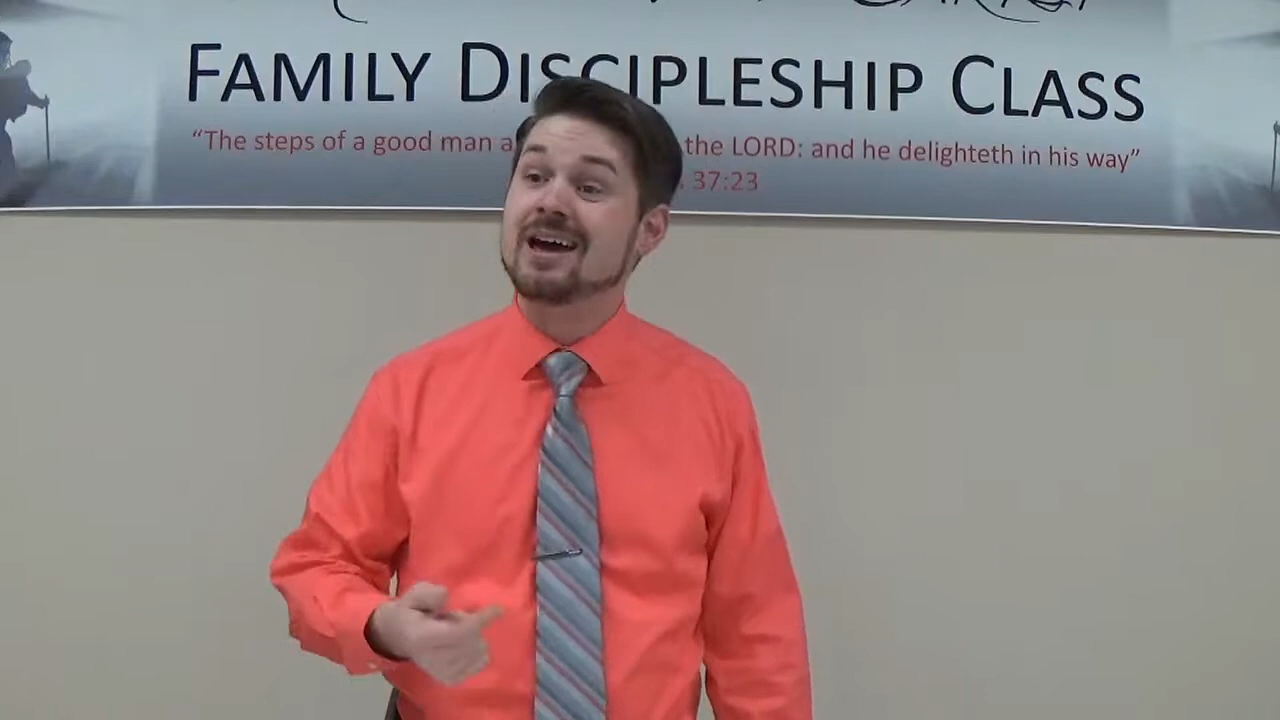 FAMILY DISCIPLESHIP CLASS
“The steps of a good man a the LORD: and he delighteth in his way”
37:23